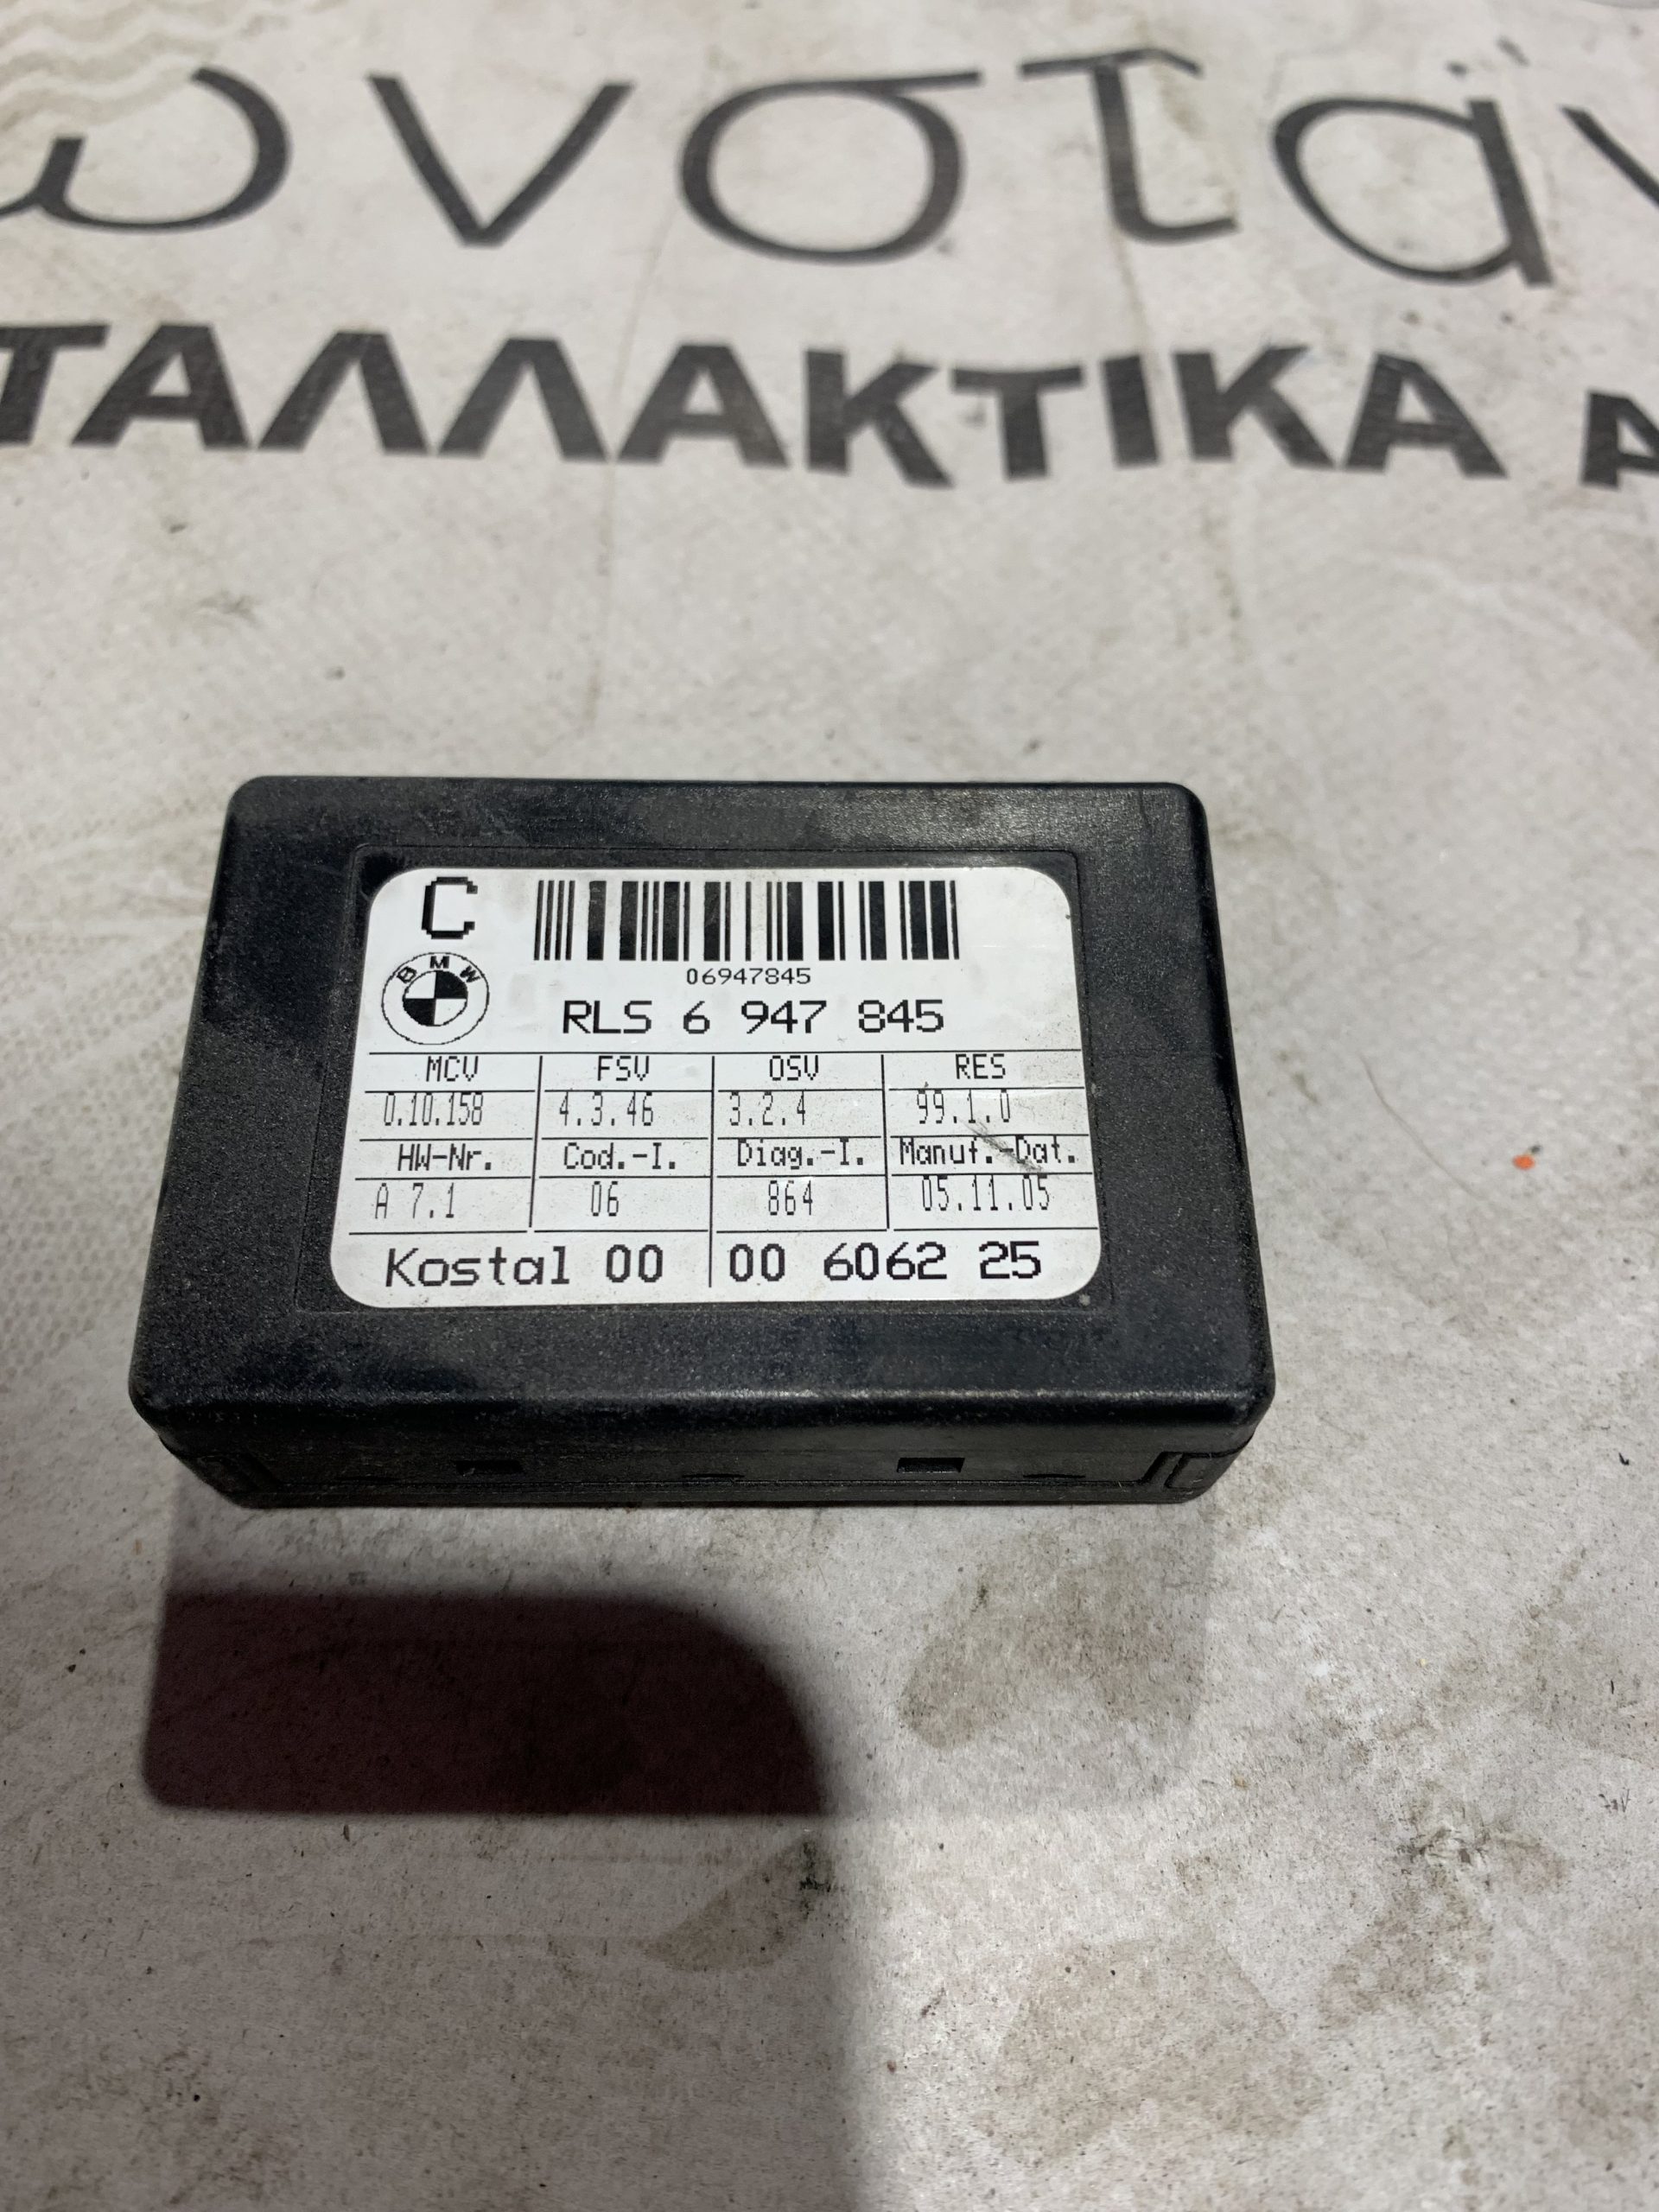 ωνσταν
ΤΑΛΛΑΚΤΙΚΑ Α
C
BMW
06947845
RLS 6 947 845
MCV FSV OSV RES
0.10.158 4.3.46 3.2.4 99.1.0
HW-Nr. Cod.-I. Diag.-I. Manuf.-Dat.
A 7.1 06 864 05.11.05
Kostal 00 00 6062 25